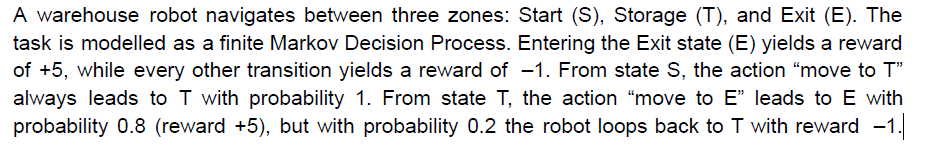 A warehouse robot navigates between three zones: Start (S), Storage (T), and Exit (E). The
task is modelled as a finite Markov Decision Process. Entering the Exit state (E) yields a reward
of +5, while every other transition yields a reward of –1. From state S, the action “move to T”
always leads to T with probability 1. From state T, the action “move to E” leads to E with
probability 0.8 (reward +5), but with probability 0.2 the robot loops back to T with reward –1.